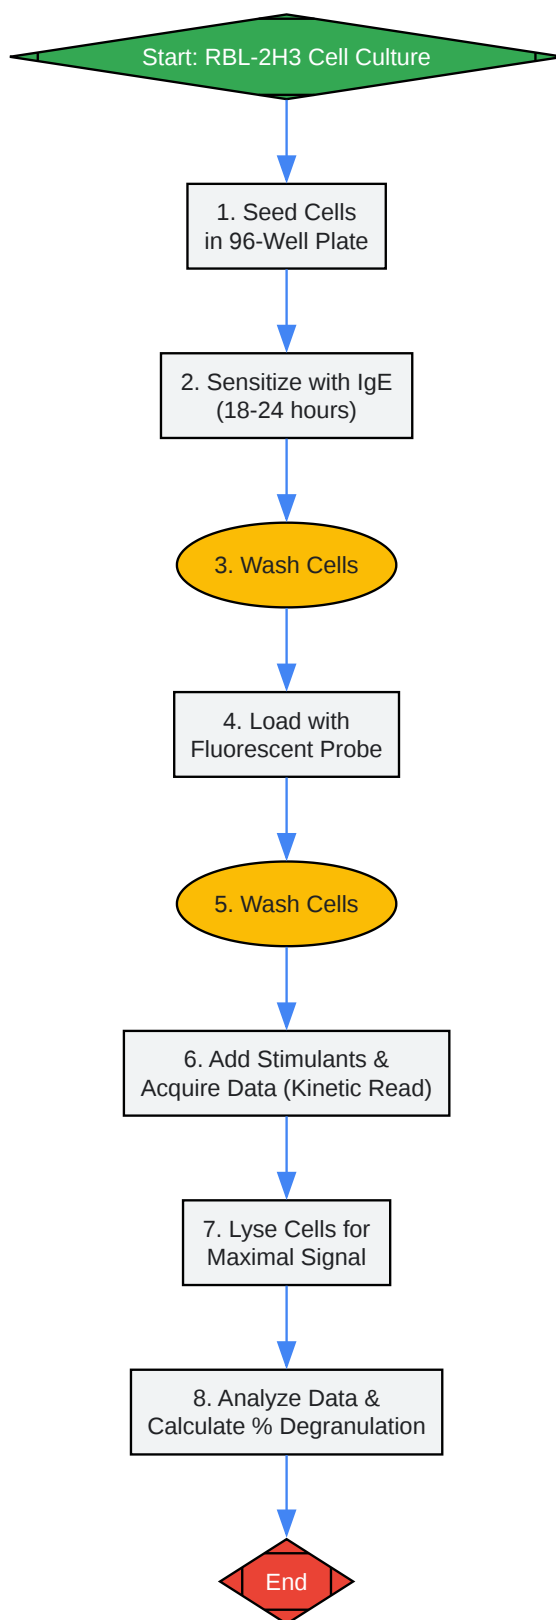 Start: RBL-2H3 Cell Culture
1. Seed Cells
in 96-Well Plate
2. Sensitize with IgE
(18-24 hours)
3. Wash Cells
4. Load with
Fluorescent Probe
5. Wash Cells
6. Add Stimulants &
Acquire Data (Kinetic Read)
7. Lyse Cells for
Maximal Signal
8. Analyze Data &
Calculate % Degranulation
End